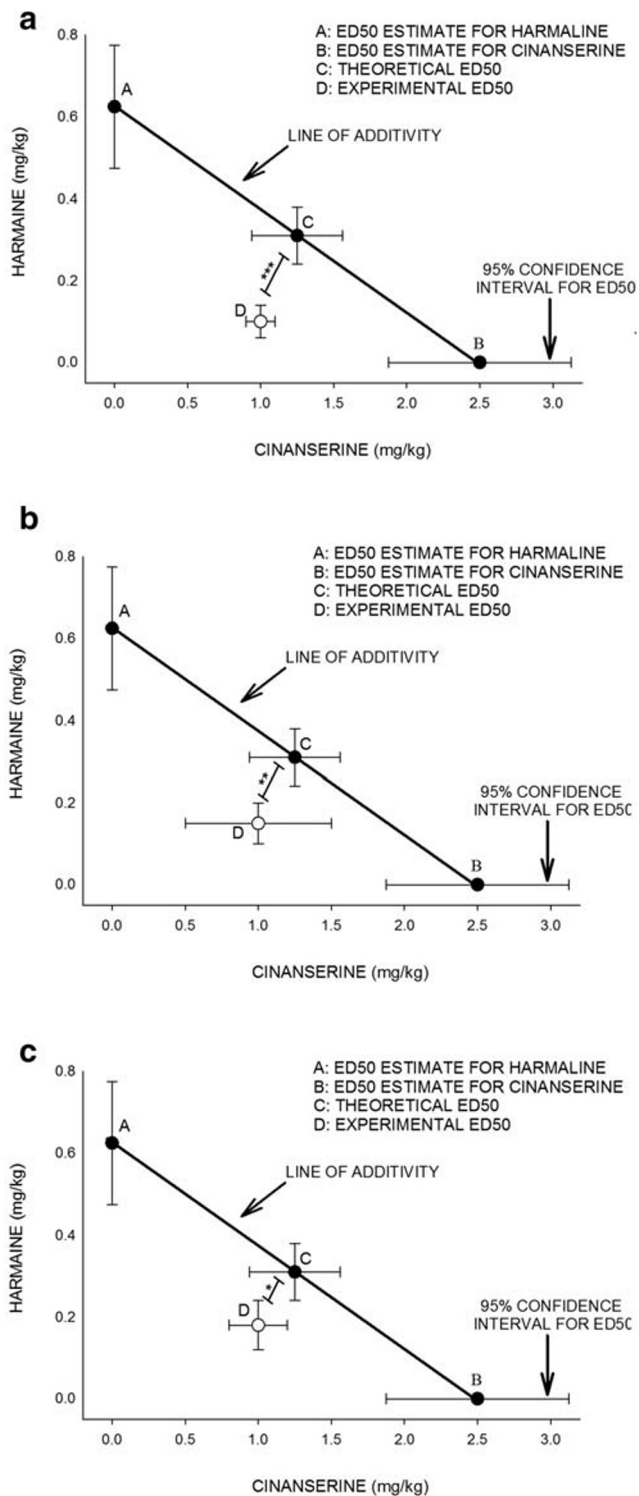 a
A: ED50 ESTIMATE FOR HARMALINE
B: ED50 ESTIMATE FOR CINANSERINE
C: THEORETICAL ED50
D: EXPERIMENTAL ED50
LINE OF ADDITIVITY
95% CONFIDENCE
INTERVAL FOR ED50
HARMAINE (mg/kg)
0.8
0.6
0.4
0.2
0.0
A
C
***
D
B
0.0 0.5 1.0 1.5 2.0 2.5 3.0
CINANSERINE (mg/kg)
b
A: ED50 ESTIMATE FOR HARMALINE
B: ED50 ESTIMATE FOR CINANSERINE
C: THEORETICAL ED50
D: EXPERIMENTAL ED50
LINE OF ADDITIVITY
95% CONFIDENCE
INTERVAL FOR ED50
HARMAINE (mg/kg)
0.8
0.6
0.4
0.2
0.0
A
C
**
D
B
0.0 0.5 1.0 1.5 2.0 2.5 3.0
CINANSERINE (mg/kg)
c
A: ED50 ESTIMATE FOR HARMALINE
B: ED50 ESTIMATE FOR CINANSERINE
C: THEORETICAL ED50
D: EXPERIMENTAL ED50
LINE OF ADDITIVITY
95% CONFIDENCE
INTERVAL FOR ED50
HARMAINE (mg/kg)
0.8
0.6
0.4
0.2
0.0
A
C
*
D
B
0.0 0.5 1.0 1.5 2.0 2.5 3.0
CINANSERINE (mg/kg)